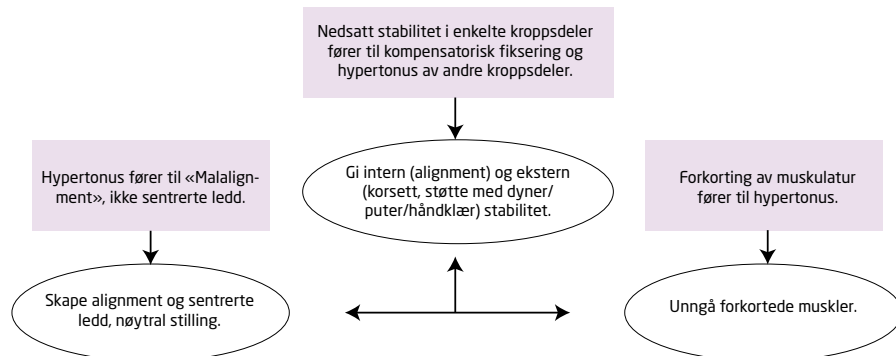 Nedsatt stabilitet i enkelte kroppsdeler
fører til kompensatorisk fiksering og
hypertonus av andre kroppsdeler.
Hypertonus fører til «Malalign-
ment», ikke sentrerte ledd.
Gi intern (alignment) og ekstern
(korsett, støtte med dyner/
puter/håndklær) stabilitet.
Forkorting av muskulatur
fører til hypertonus.
Skape alignment og sentrerte
ledd, nøytral stilling.
Unngå forkortede muskler.